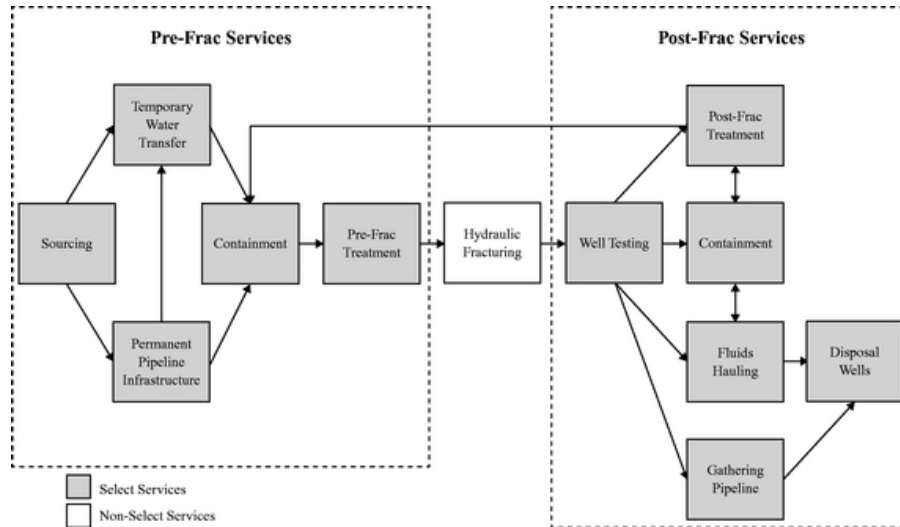 Pre-Frac Services
Post-Frac Services
Temporary
Water
Transfer
Post-Frac
Treatment
Sourcing
Containment
Pre-Frac
Treatment
Hydraulic
Fracturing
Well Testing
Containment
Permanent
Pipeline
Infrastructure
Fluids
Hauling
Disposal
Wells
Gathering
Pipeline
Select Services
Non-Select Services